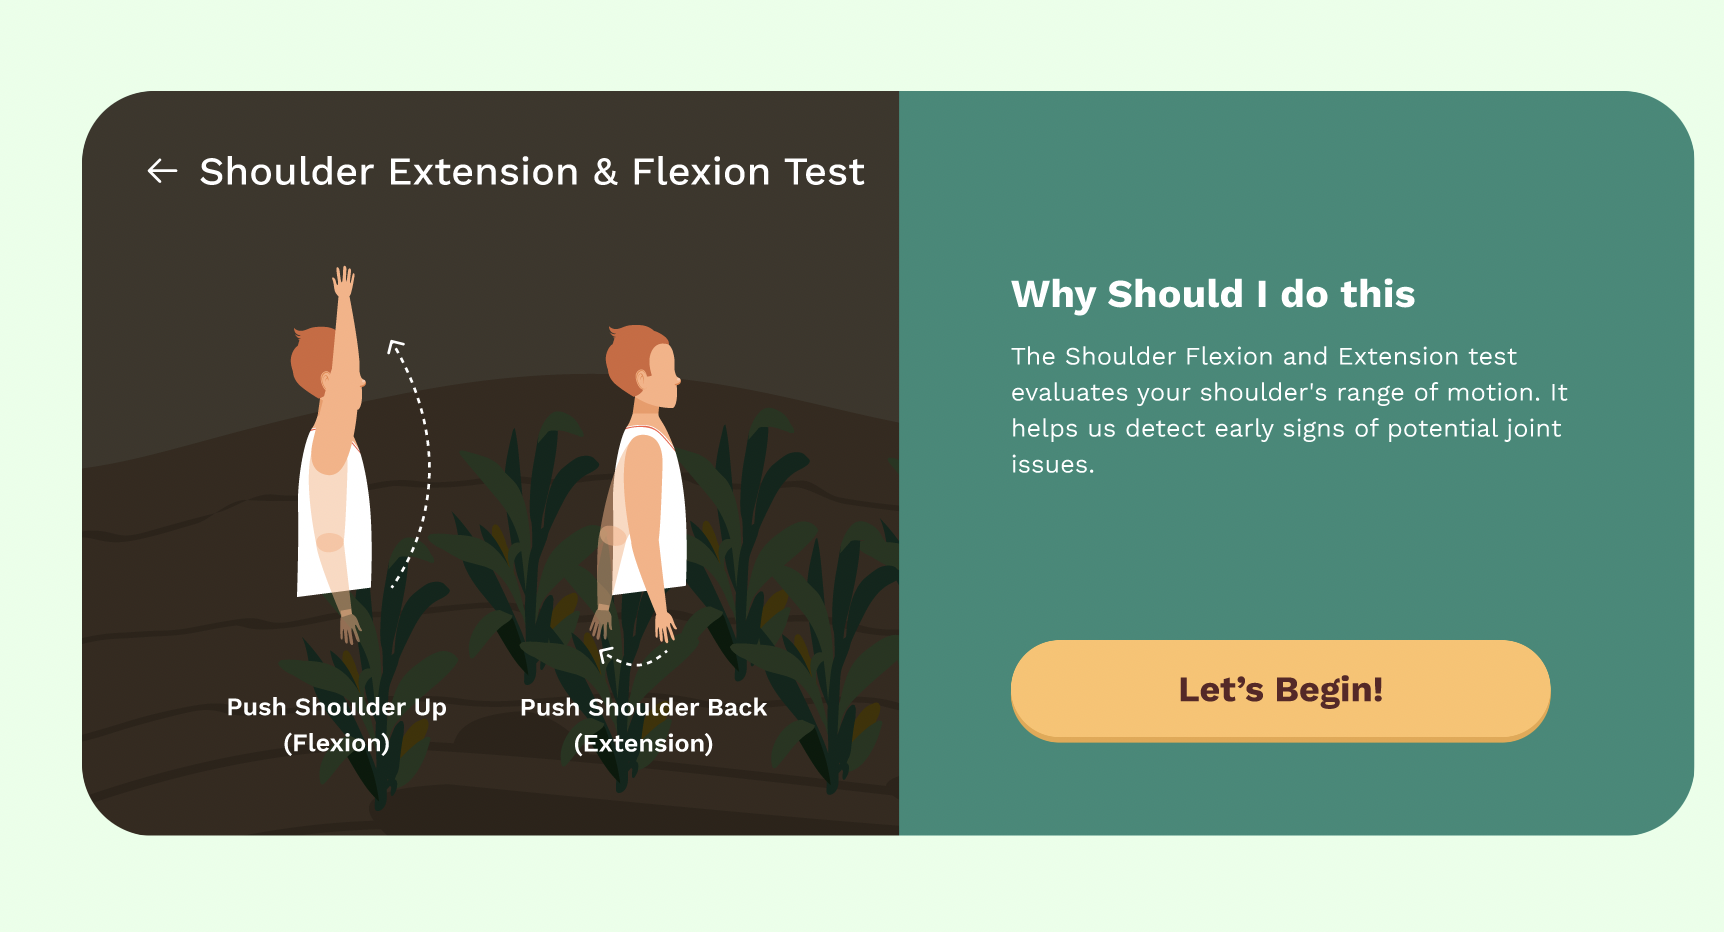 Shoulder Extension & Flexion Test
Push Shoulder Up
(Flexion)
Push Shoulder Back
(Extension)
Why Should I do this
The Shoulder Flexion and Extension test
evaluates your shoulder's range of motion. It
helps us detect early signs of potential joint
issues.
Let’s Begin!